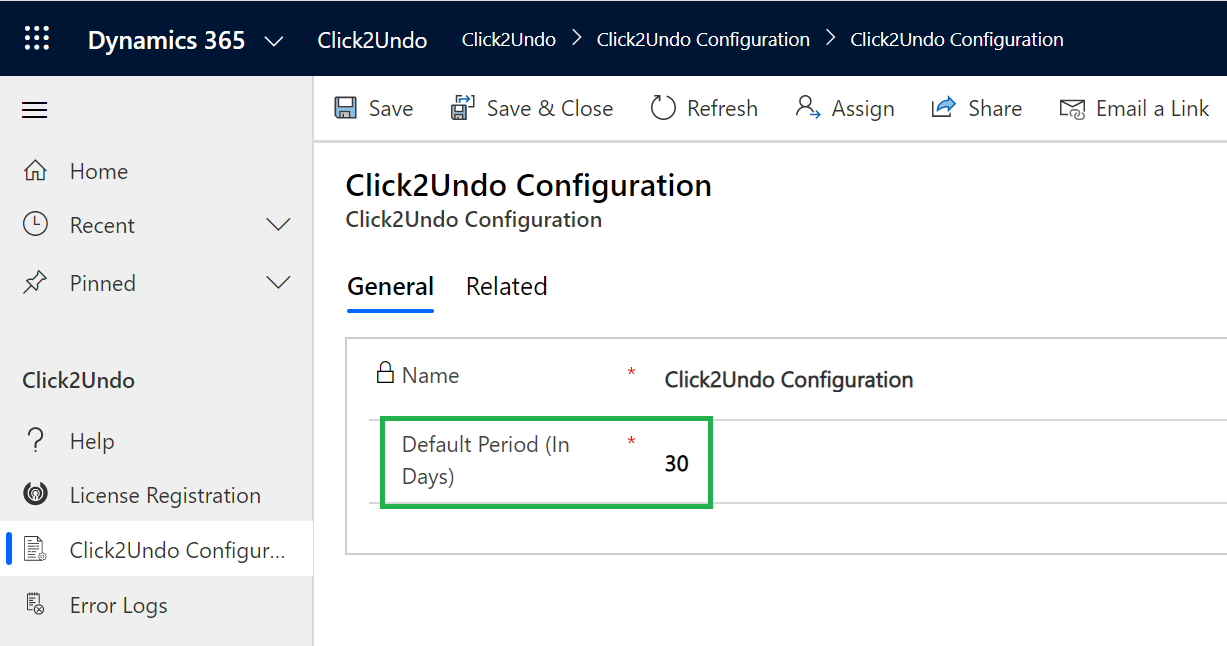 Dynamics 365 Click2Undo Click2Undo > Click2Undo Configuration > Click2Undo Configuration
Save Save & Close Refresh Assign Share Email a Link
Home
Recent
Pinned
Click2Undo
Help
License Registration
Click2Undo Configur...
Error Logs
Click2Undo Configuration
Click2Undo Configuration
General Related
Name * Click2Undo Configuration
Default Period (In * 30
Days)